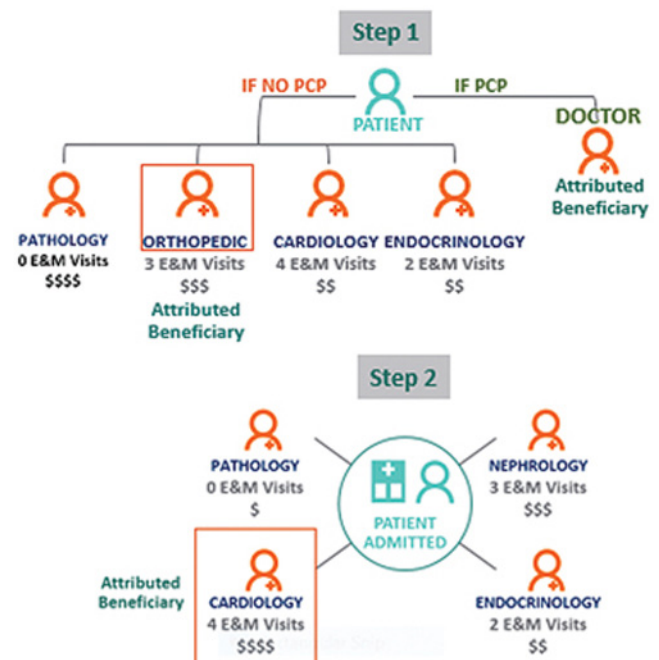 Step 1
IF NO PCP
IF PCP
PATIENT
DOCTOR
Attributed
Beneficiary
PATHOLOGY
0 E&M Visits
$$$$
ORTHOPEDIC
3 E&M Visits
$$$
Attributed
Beneficiary
CARDIOLOGY
4 E&M Visits
$$
ENDOCRINOLOGY
2 E&M Visits
$$
Step 2
PATHOLOGY
0 E&M Visits
$
NEPHROLOGY
3 E&M Visits
$$$
PATIENT
ADMITTED
Attributed
Beneficiary
CARDIOLOGY
4 E&M Visits
$$$$
ENDOCRINOLOGY
2 E&M Visits
$$